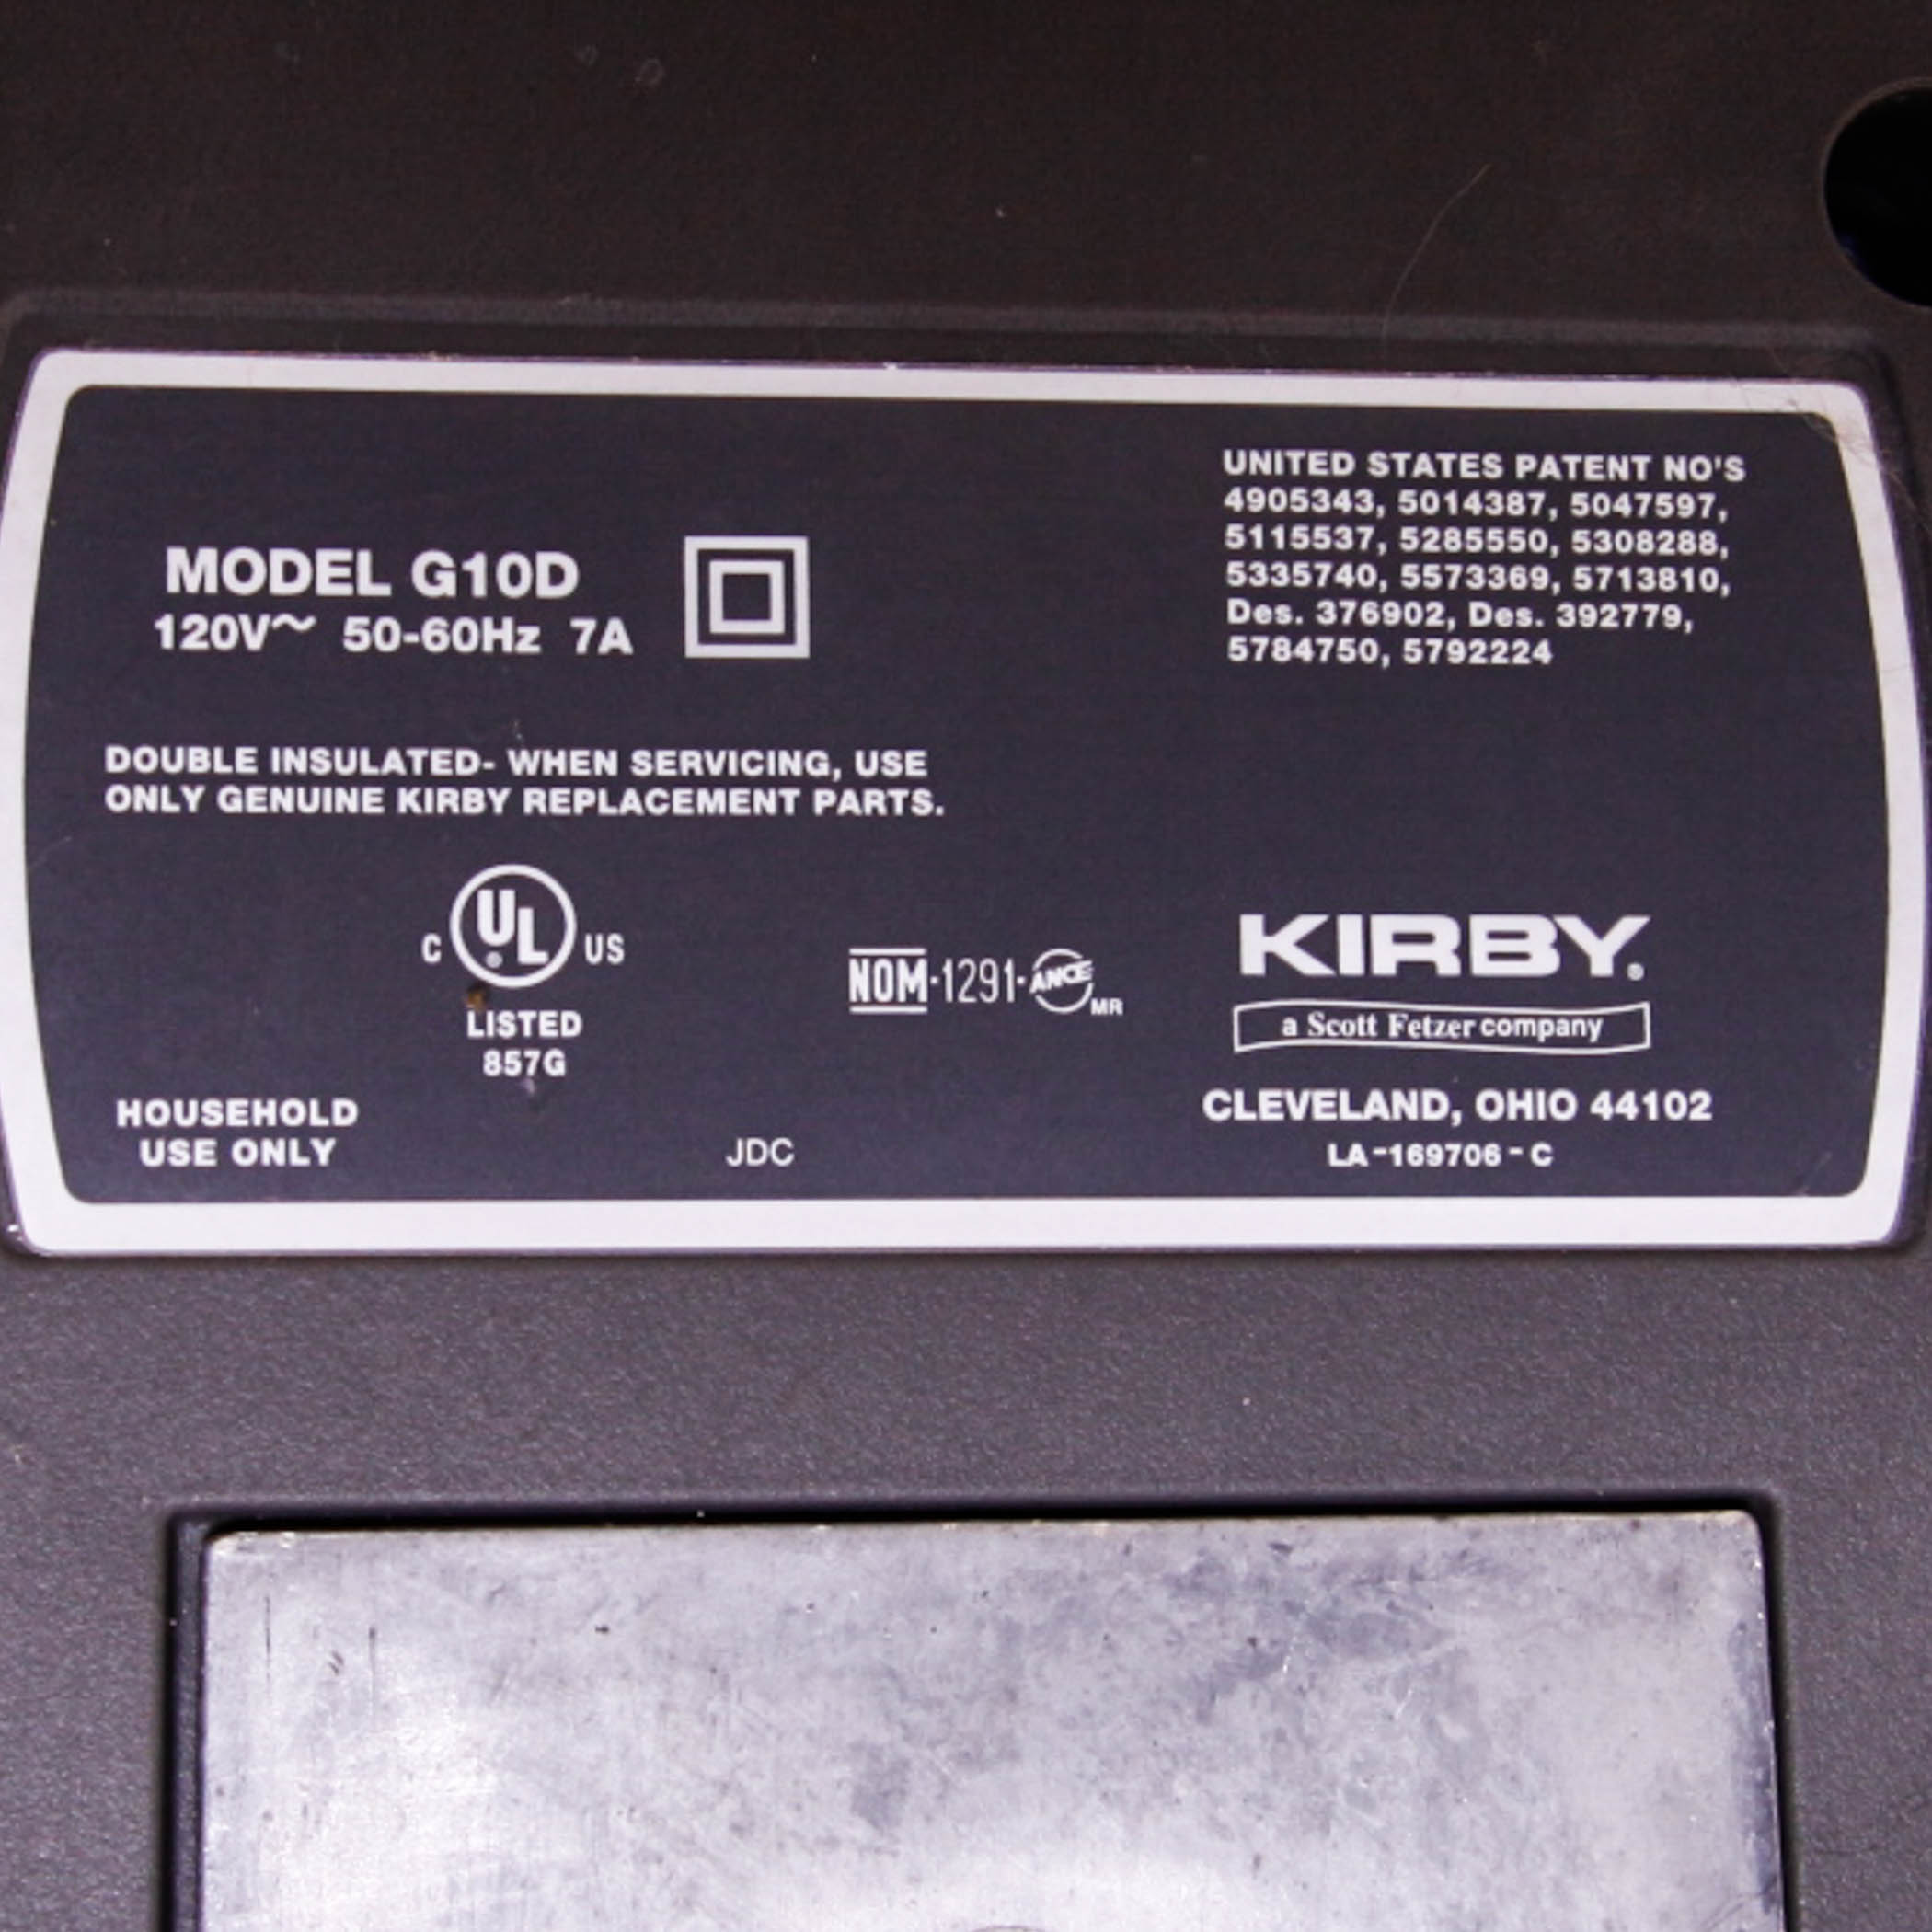 MODEL G10D
120V~ 50-60Hz 7A
UNITED STATES PATENT NO'S
4905343, 5014387, 5047597,
5115537, 5285550, 5308288,
5335740, 5573369, 5713810,
Des. 376902, Des. 392779,
5784750, 5792224
DOUBLE INSULATED- WHEN SERVICING, USE
ONLY GENUINE KIRBY REPLACEMENT PARTS.
C UL® US
LISTED
857G
NOM-1291-ANCE MR
KIRBY®
a Scott Fetzer company
CLEVELAND, OHIO 44102
LA-169706-C
HOUSEHOLD
USE ONLY
JDC